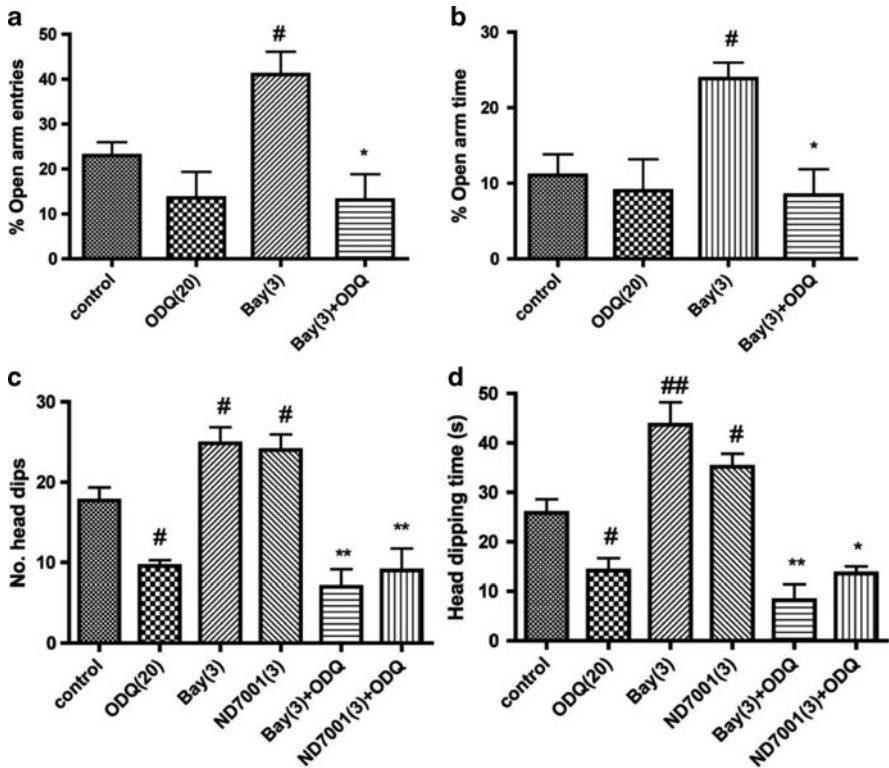 a
% Open arm entries
50
40
30
20
10
0
#
*
control
ODQ(20)
Bay(3)
Bay(3)+ODQ
b
% Open arm time
30
20
10
0
#
*
control
ODQ(20)
Bay(3)
Bay(3)+ODQ
c
No. head dips
30
20
10
0
#
#
#
**
**
control
ODQ(20)
Bay(3)
ND7001(3)
Bay(3)+ODQ
ND7001(3)+ODQ
d
Head dipping time (s)
50
40
30
20
10
0
#
##
#
**
*
control
ODQ(20)
Bay(3)
ND7001(3)
Bay(3)+ODQ
ND7001(3)+ODQ